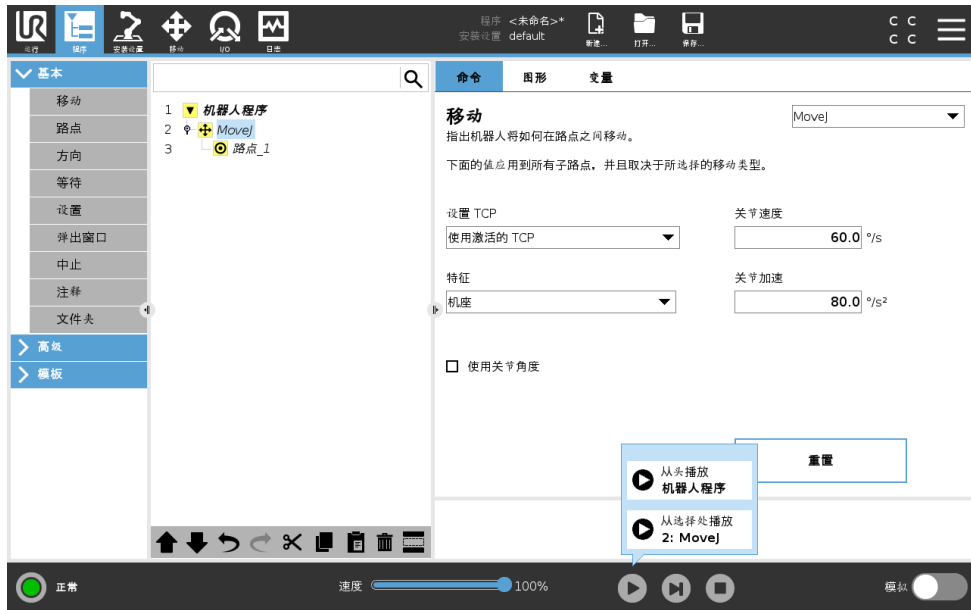 UR
运行
程序
安装设置
移动
I/O
日志
程序 <未命名>*
安装设置 default
新建...
打开...
保存...
C C
C C
基本
移动
路点
方向
等待
设置
弹出窗口
中止
注释
文件夹
高级
模板
1 机器人程序
2 MoveJ
3 路点_1
命令 图形 变量
移动
MoveJ
指出机器人将如何在路点之间移动。
下面的值应用到所有子路点，并且取决于所选择的移动类型。
设置 TCP
关节速度
使用激活的 TCP
60.0 °/s
特征
关节加速
机座
80.0 °/s²
使用关节角度
重置
从头播放
机器人程序
从选择处播放
2: MoveJ
正常
速度 100%
模拟